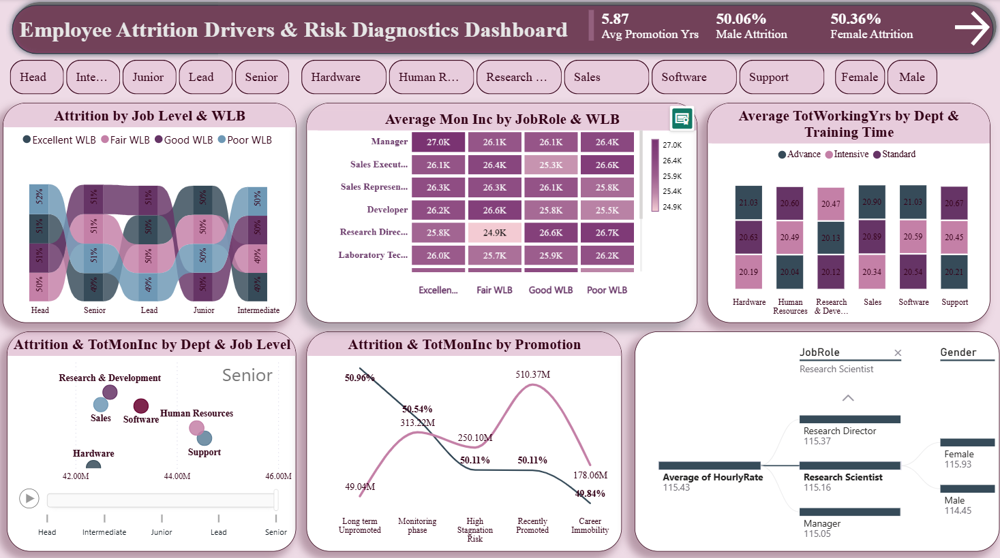 Employee Attrition Drivers & Risk Diagnostics Dashboard
5.87
Avg Promotion Yrs
50.06%
Male Attrition
50.36%
Female Attrition
Head
Inte...
Junior
Lead
Senior
Hardware
Human R...
Research ...
Sales
Software
Support
Female
Male
Attrition by Job Level & WLB
Excellent WLB
Fair WLB
Good WLB
Poor WLB
52%
51%
51%
50%
51%
51%
51%
49%
51%
50%
50%
49%
50%
50%
50%
50%
50%
50%
49%
49%
Head
Senior
Lead
Junior
Intermediate
Average Mon Inc by JobRole & WLB
Manager 27.0K 26.1K 26.1K 26.4K
Sales Execut... 26.1K 26.4K 25.3K 26.6K
Sales Represen... 26.3K 26.3K 26.1K 25.8K
Developer 26.2K 26.6K 25.8K 25.5K
Research Direc... 25.8K 24.9K 26.6K 26.7K
Laboratory Tec... 26.0K 25.7K 25.9K 26.2K
Excellen... Fair WLB Good WLB Poor WLB
27.0K
26.4K
25.9K
25.4K
24.9K
Average TotWorkingYrs by Dept &
Training Time
Advance
Intensive
Standard
21.03 20.60 20.47 20.90 21.03 20.67
20.63 20.49 20.13 20.89 20.59 20.45
20.19 20.04 20.12 20.34 20.54 20.21
Hardware
Human
Resources
Research
& Deve...
Sales
Software
Support
Attrition & TotMonInc by Dept & Job Level
Senior
Research & Development
Sales
Software
Human Resources
Support
Hardware
42.00M
44.00M
46.00M
Head
Intermediate
Junior
Lead
Senior
Attrition & TotMonInc by Promotion
50.96%
50.54%
313.22M
250.10M
50.11%
510.37M
50.11%
178.06M
49.84%
49.04M
Long term
Unpromoted
Monitoring
phase
High
Stagnation
Risk
Recently
Promoted
Career
Immobility
JobRole
Research Scientist
Gender
Average of HourlyRate
115.43
Research Director
115.37
Research Scientist
115.16
Manager
115.05
Female
115.93
Male
114.45